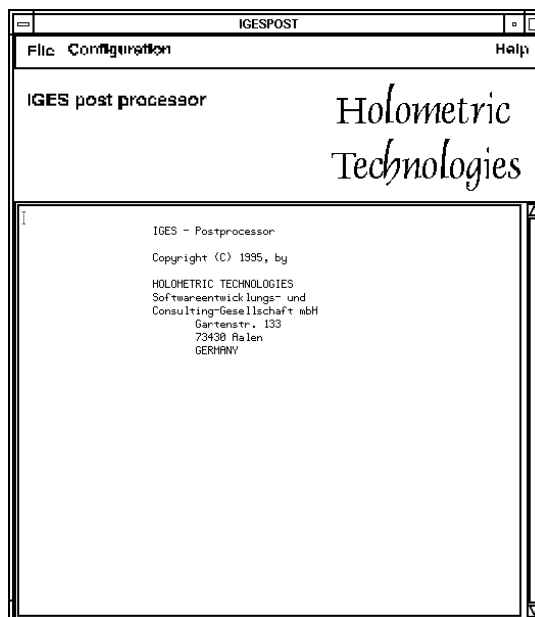 IGESPOST
File Configuration Help
IGES post processor
Holometric
Technologies
IGES - Postprocessor
Copyright (C) 1995, by
HOLOMETRIC TECHNOLOGIES
Softwareentwicklungs- und
Consulting-Gesellschaft mbH
Gartenstr. 133
73430 Aalen
GERMANY